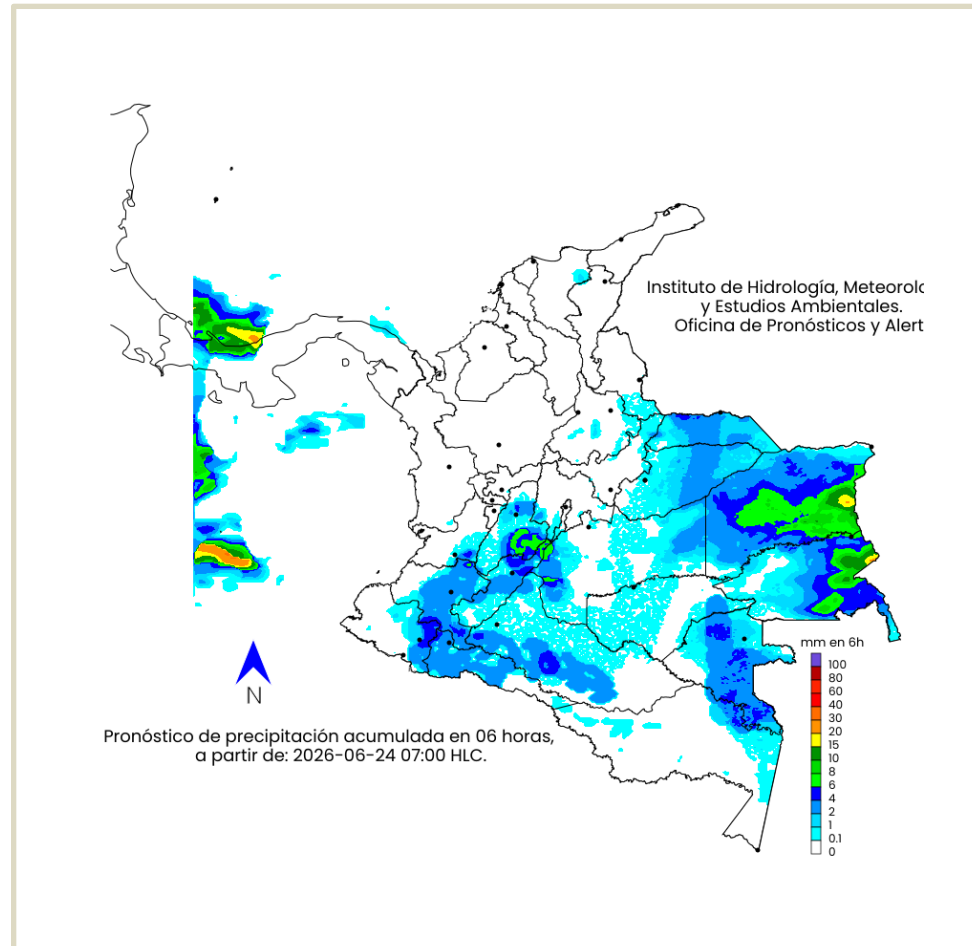 Instituto de Hidrología, Meteorolo
y Estudios Ambientales.
Oficina de Pronósticos y Alert
mm en 6h
100
80
60
40
30
20
15
10
8
6
4
2
1
0.1
0
N
Pronóstico de precipitación acumulada en 06 horas,
a partir de: 2026-06-24 07:00 HLC.